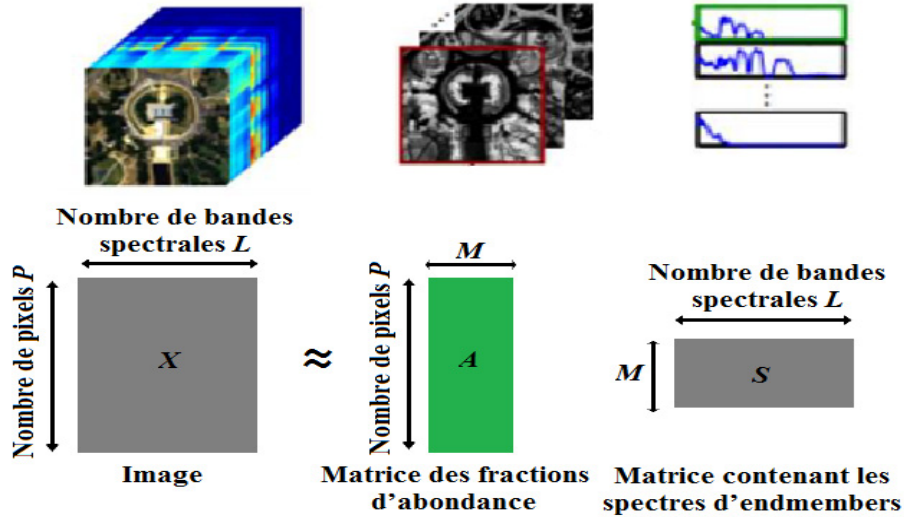 Nombre de bandes
spectrales L
Nombre de pixels P
X
Image
≈
M
Nombre de pixels P
A
Matrice des fractions
d'abondance
Nombre de bandes
spectrales L
M
S
Matrice contenant les
spectres d'endmembers